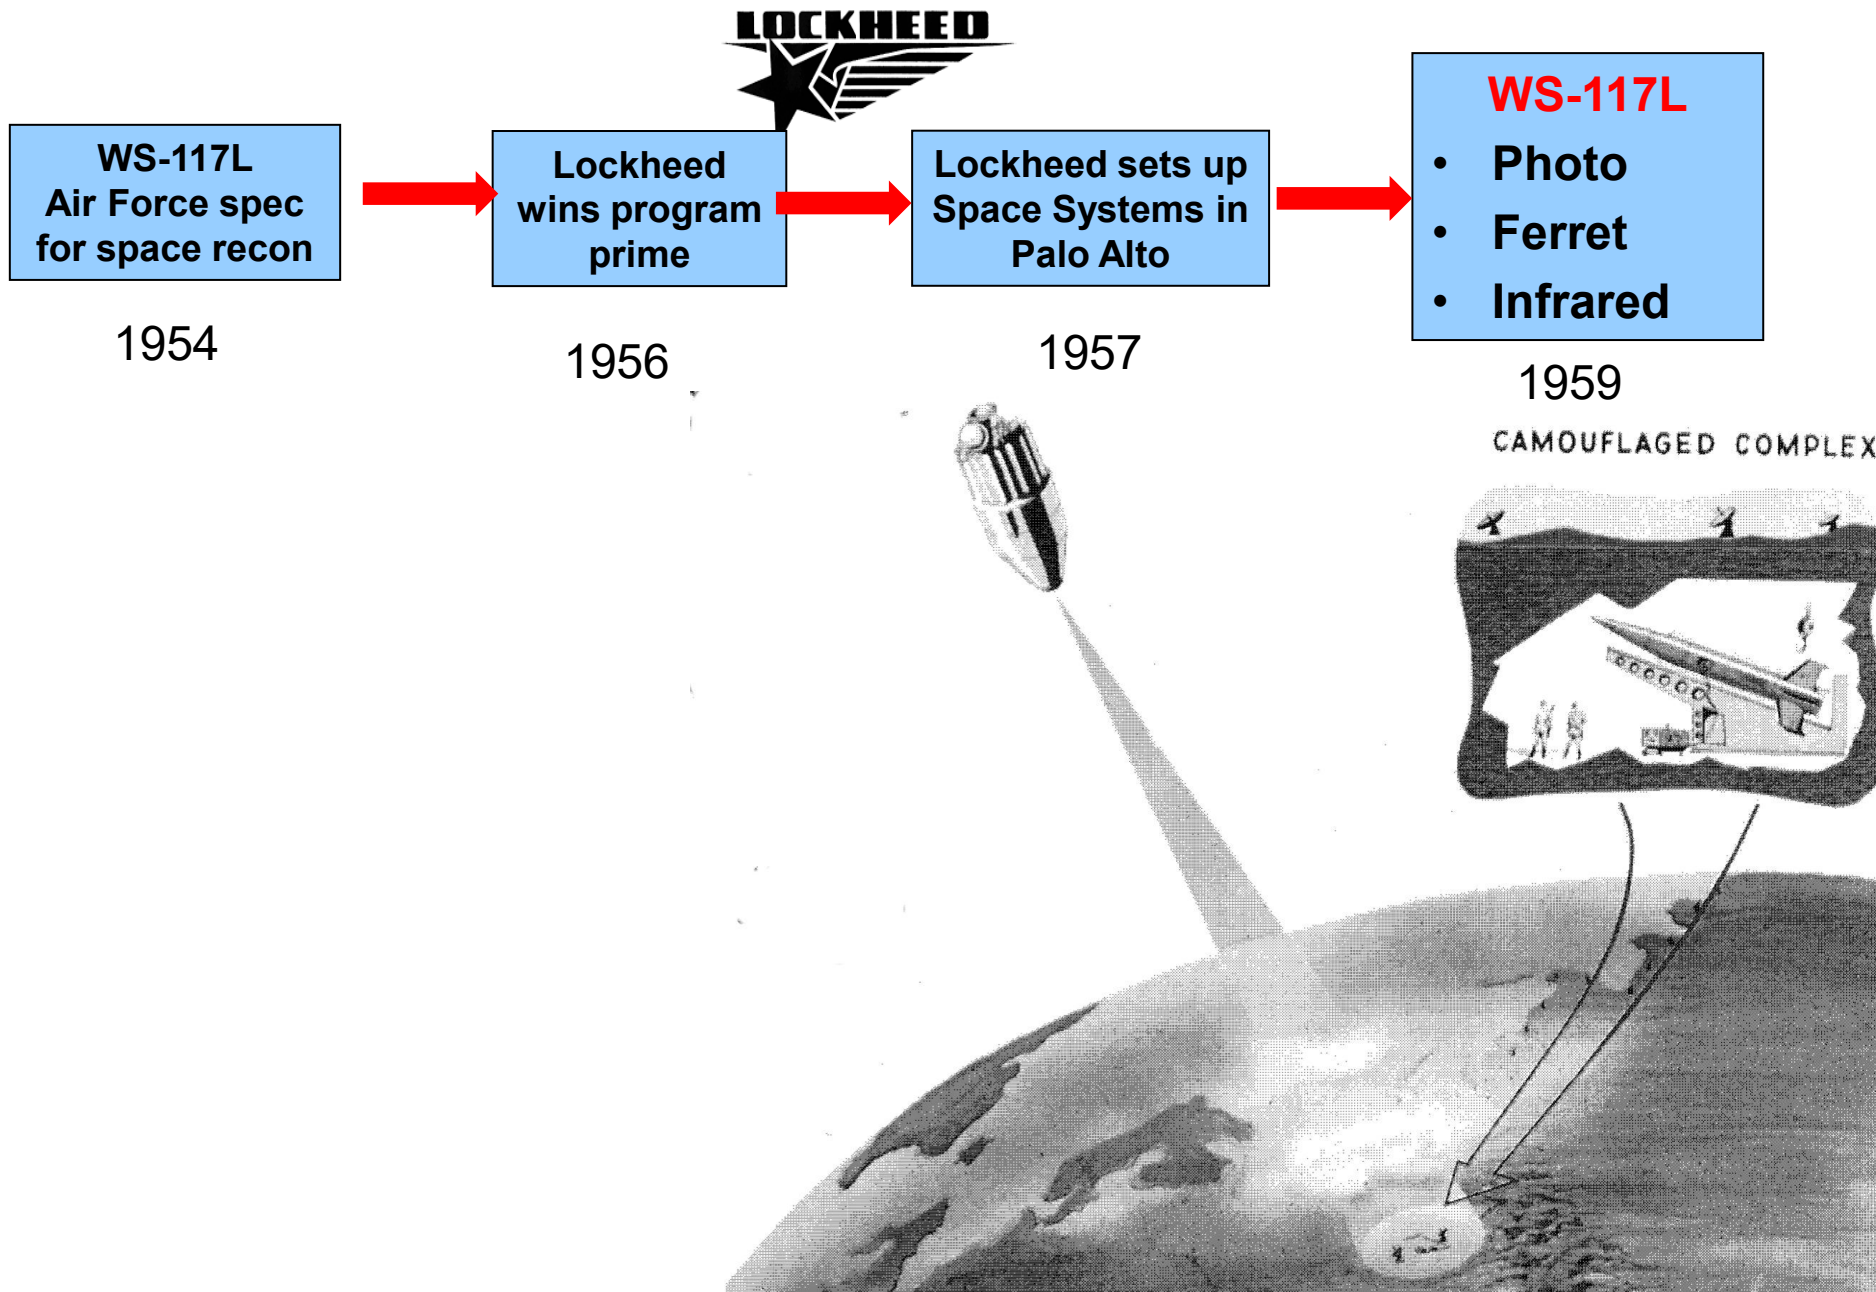 LOCKHEED
WS-117L
Air Force spec
for space recon
1954
Lockheed
wins program
prime
1956
Lockheed sets up
Space Systems in
Palo Alto
1957
WS-117L
• Photo
• Ferret
• Infrared
1959
CAMOUFLAGED COMPLEX